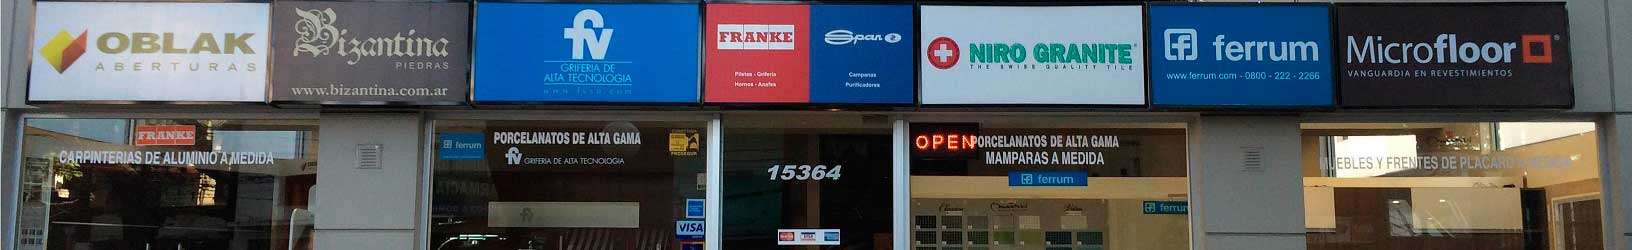 OBLAK
ABERTURAS
Bizantina
PIEDRAS
www.bizantina.com.ar
fv
GRIFERIA DE
ALTA TECNOLOGIA
FRANKE
Piletas - Griferia
Hornos - Anafes
Spar
Campanas
Purificadores
NIRO GRANITE
THE SWISS QUALITY TILE
ferrum
www.ferrum.com - 0800 - 222 - 2266
Microfloor
VANGUARDIA EN REVESTIMIENTOS
FRANKE
CARPINTERIAS DE ALUMINIO A MEDIDA
ferrum
PORCELANATOS DE ALTA GAMA
fv GRIFERIA DE ALTA TECNOLOGIA
PROSEGUR
fv
VISA
15364
VISA
OPEN
PORCELANATOS DE ALTA GAMA
MAMPARAS A MEDIDA
ferrum
ferrum
MUEBLES Y FRENTES DE PLACARD A MEDIDA